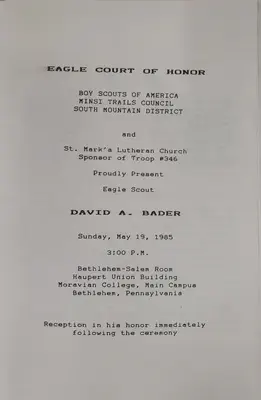 EAGLE COURT OF HONOR
BOY SCOUTS OF AMERICA
MINSI TRAILS COUNCIL
SOUTH MOUNTAIN DISTRICT
and
St. Mark's Lutheran Church
Sponsor of Troop #346
Proudly Present
Eagle Scout
DAVID A. BADER
Sunday, May 19, 1985
3:00 P.M.
Bethlehem-Salem Room
Haupert Union Building
Moravian College, Main Campus
Bethlehem, Pennsylvania
Reception in his honor immediately
following the ceremony